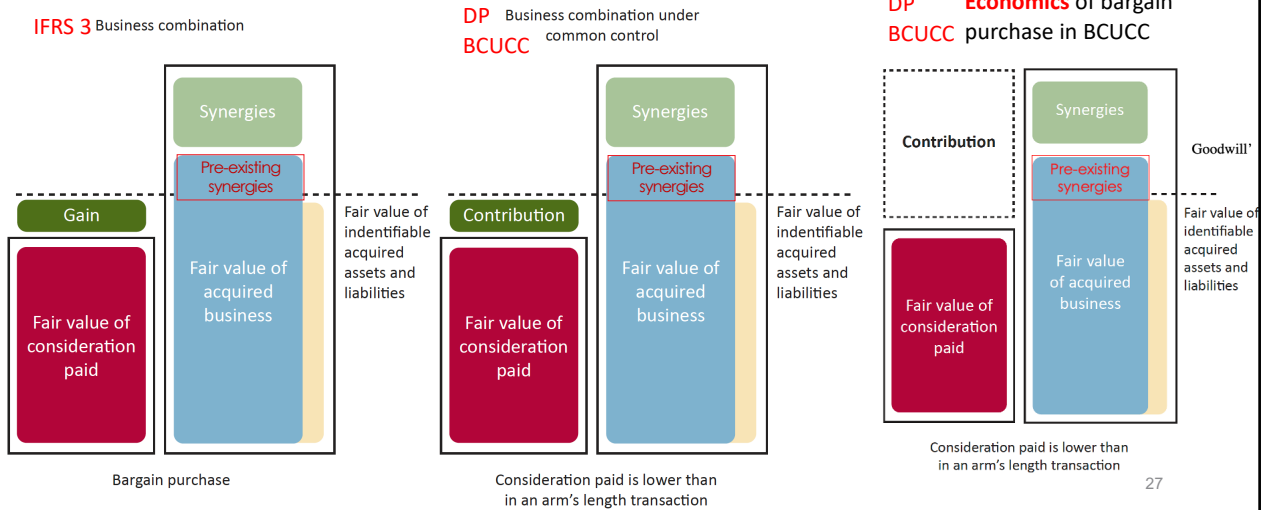 IFRS 3 Business combination
Synergies
Pre-existing
synergies
Gain
Fair value of
consideration
paid
Fair value of
acquired
business
Fair value of
indentifiable
acquired
assets and
liabilities
Bargain purchase
DP Business combination under
BCUCC common control
Synergies
Pre-existing
synergies
Contribution
Fair value of
consideration
paid
Fair value of
acquired
business
Fair value of
indentifiable
acquired
assets and
liabilities
Consideration paid is lower than
in an arm's length transaction
DP Economics of bargain
BCUCC purchase in BCUCC
Contribution
Synergies
Pre-existing
synergies
Goodwill’
Fair value of
consideration
paid
Fair value
of acquired
business
Fair value of
identifiable
acquired
assets and
liabilities
Consideration paid is lower than
in an arm's length transaction
27